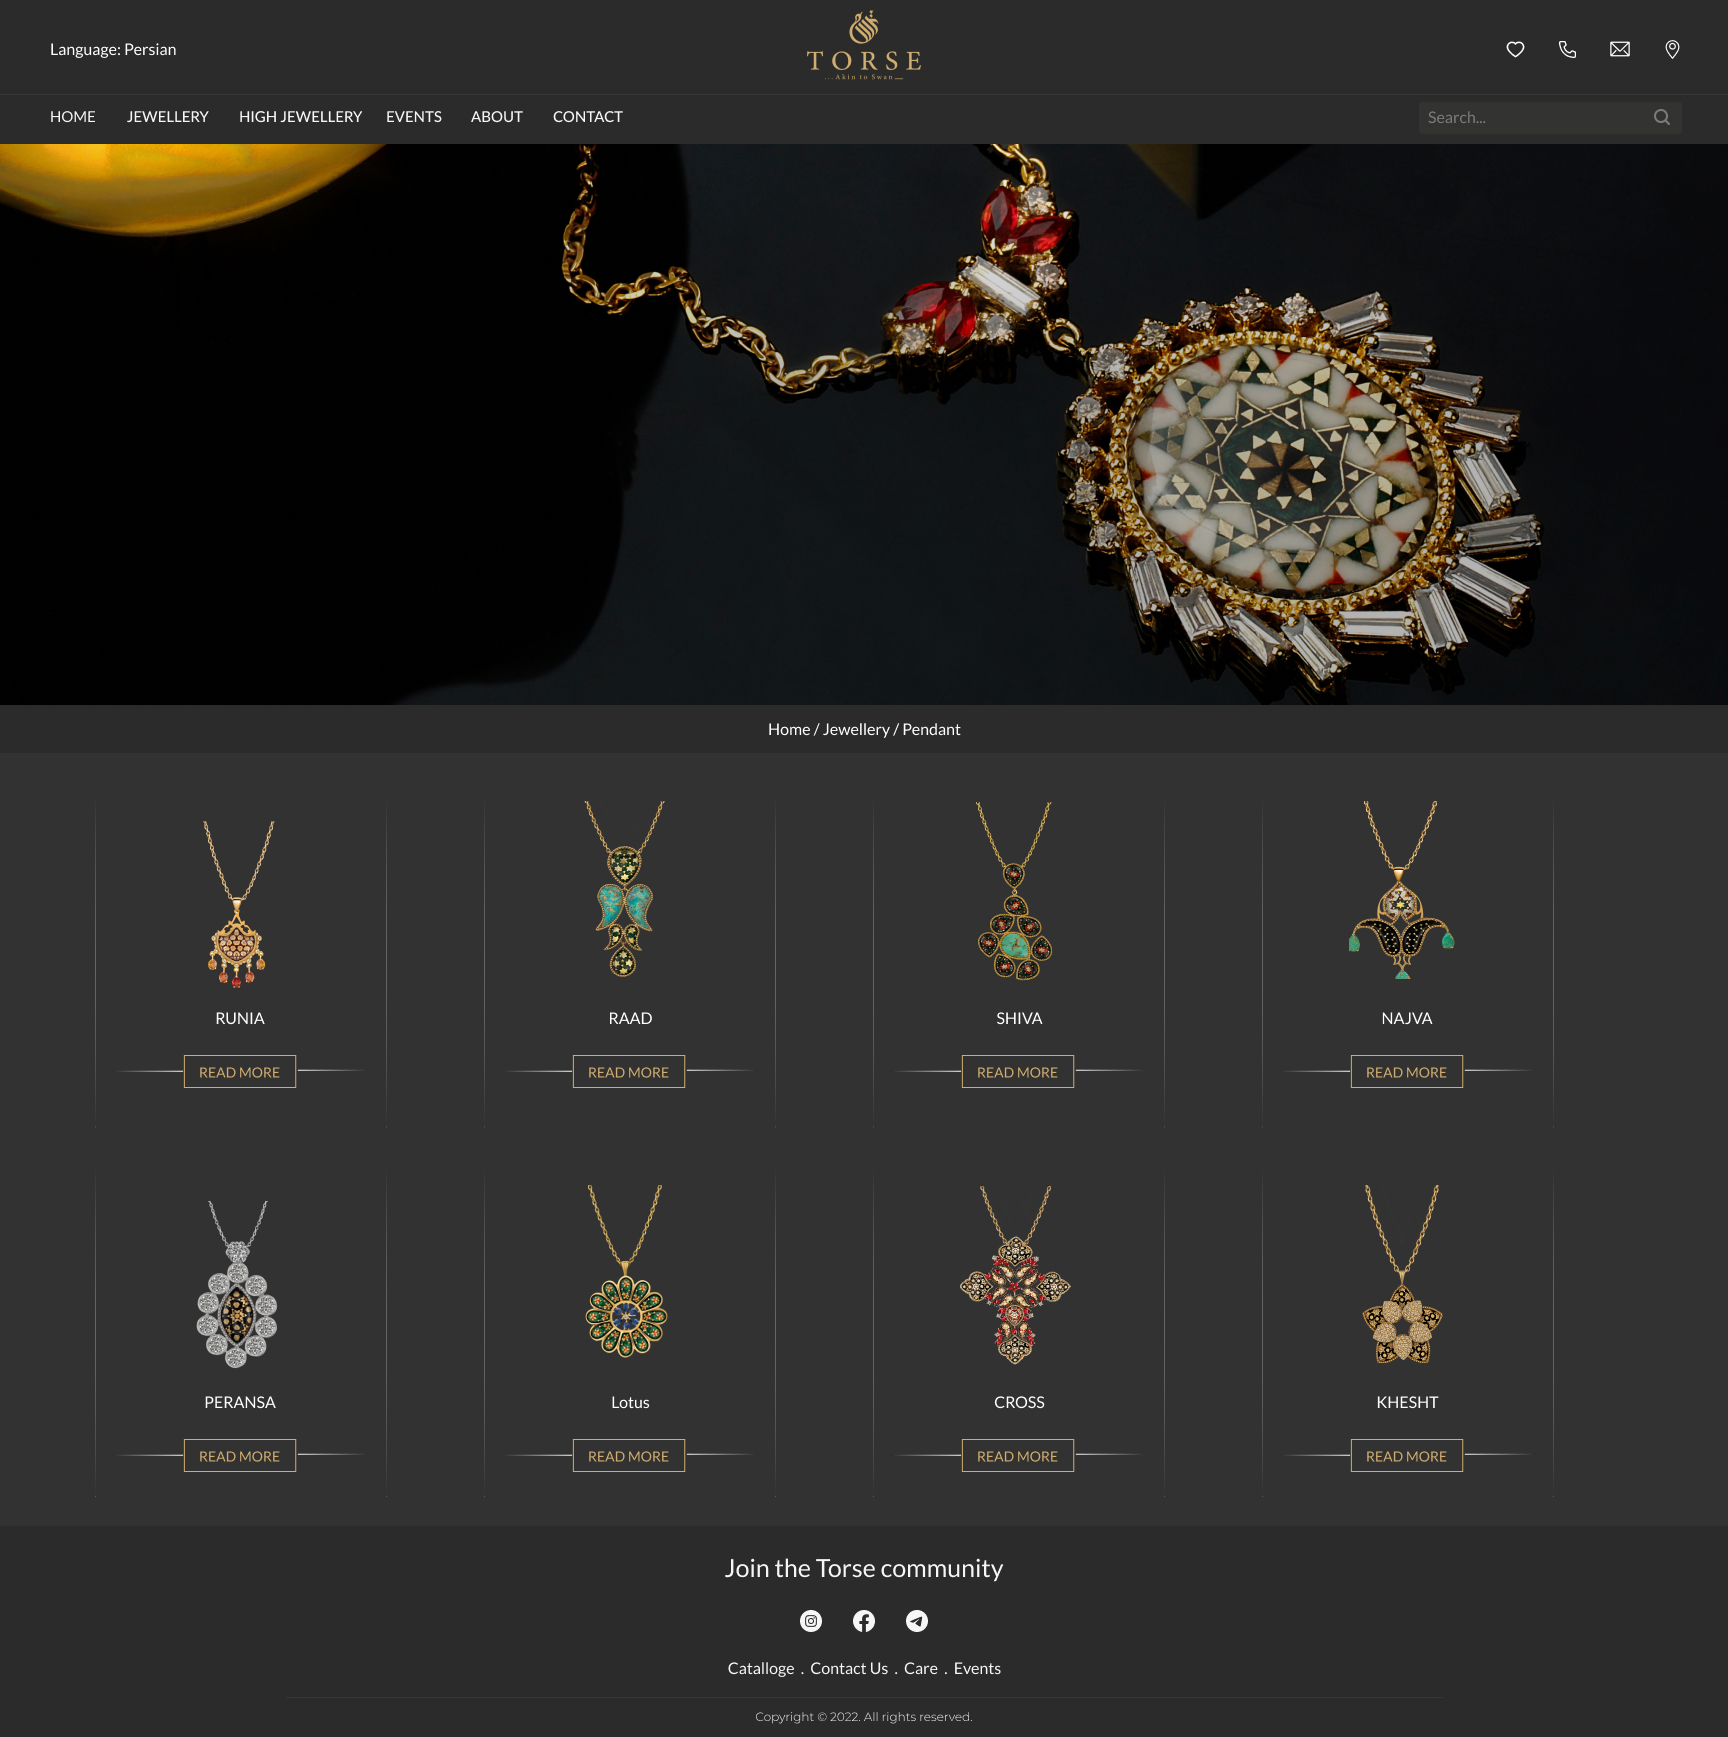 Language: Persian
TORSE
...Akin to Swan...
HOME JEWELLERY HIGH JEWELLERY EVENTS ABOUT CONTACT
Search...
Home / Jewellery / Pendant
RUNIA RAAD SHIVA NAJVA
READ MORE READ MORE READ MORE READ MORE
PERANSA Lotus CROSS KHESHT
READ MORE READ MORE READ MORE READ MORE
Join the Torse community
Catalloge . Contact Us . Care . Events
Copyright © 2022. All rights reserved.